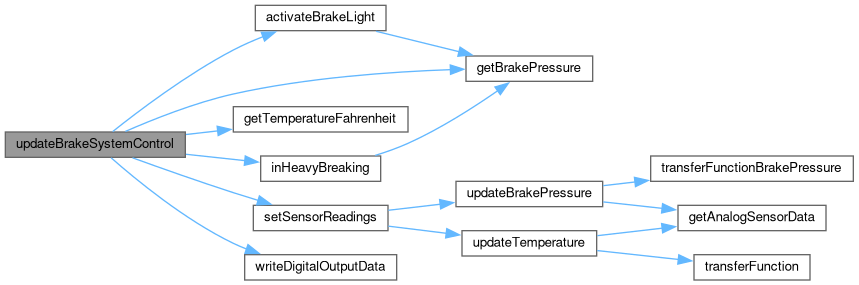 activateBrakeLight
getBrakePressure
getTemperatureFahrenheit
updateBrakeSystemControl
inHeavyBreaking
transferFunctionBrakePressure
updateBrakePressure
setSensorReadings
getAnalogSensorData
updateTemperature
writeDigitalOutputData
transferFunction